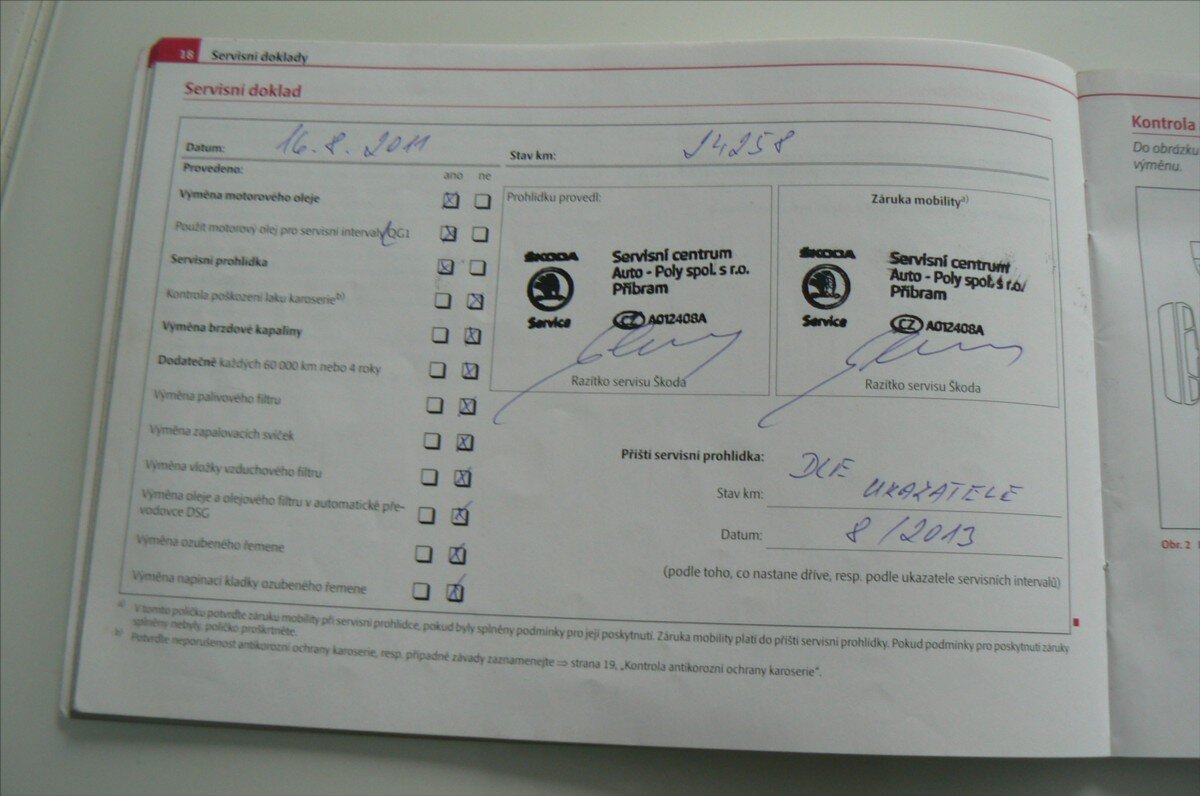 18 Servisní doklady
Servisní doklad
Datum: 16.8.2011 Stav km: 24258
Provedeno: ano ne
Výměna motorového oleje
Použit motorový olej pro servisní intervaly QG1
Servisní prohlídka
Kontrola poškození laku karoserie b)
Výměna brzdové kapaliny
Dodatečně každých 60 000 km nebo 4 roky
Výměna palivového filtru
Výměna zapalovacích svíček
Výměna vložky vzduchového filtru
Výměna oleje a olejového filtru v automatické pře-
vodovce DSG
Výměna ozubeného řemene
Výměna napínací kladky ozubeného řemene
Prohlídku provedl:
ŠKODA
Service
Servisní centrum
Auto - Poly spol. s r.o.
Příbram
CZ A012408A
Razítko servisu Škoda
Záruka mobility a)
ŠKODA
Service
Servisní centrum
Auto - Poly spol. s r.o.
Příbram
CZ A012408A
Razítko servisu Škoda
Příští servisní prohlídka:
Stav km: DLE UKAZATELE
Datum: 8/2013
(podle toho, co nastane dříve, resp. podle ukazatele servisních intervalů)
a) V tomto políčku potvrďte záruku mobility při servisní prohlídce, pokud byly splněny podmínky pro její poskytnutí. Záruka mobility platí do příští servisní prohlídky. Pokud podmínky pro poskytnutí záruky
splněny nebyly, políčko proškrtněte.
b) Potvrďte neporušenost antikorozní ochrany karoserie, resp. případné závady zaznamenejte ⇒ strana 19, „Kontrola antikorozní ochrany karoserie“.
Kontrola
Do obrázku
výměnu.
Obr. 2